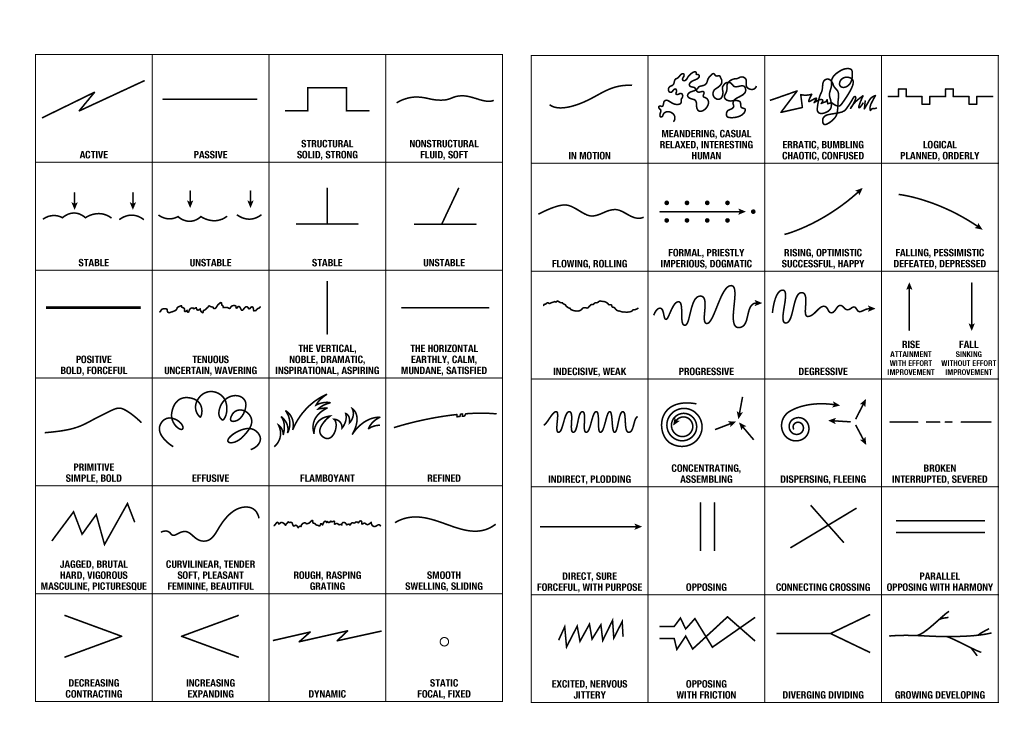 ACTIVE
PASSIVE
STRUCTURAL
SOLID, STRONG
NONSTRUCTURAL
FLUID, SOFT
STABLE
UNSTABLE
STABLE
UNSTABLE
POSITIVE
BOLD, FORCEFUL
TENUOUS
UNCERTAIN, WAVERING
THE VERTICAL,
NOBLE, DRAMATIC,
INSPIRATIONAL, ASPIRING
THE HORIZONTAL
EARTHLY, CALM,
MUNDANE, SATISFIED
PRIMITIVE
SIMPLE, BOLD
EFFUSIVE
FLAMBOYANT
REFINED
JAGGED, BRUTAL
HARD, VIGOROUS
MASCULINE, PICTURESQUE
CURVILINEAR, TENDER
SOFT, PLEASANT
FEMININE, BEAUTIFUL
ROUGH, RASPING
GRATING
SMOOTH
SWELLING, SLIDING
DECREASING
CONTRACTING
INCREASING
EXPANDING
DYNAMIC
STATIC
FOCAL, FIXED
IN MOTION
MEANDERING, CASUAL
RELAXED, INTERESTING
HUMAN
ERRATIC, BUMBLING
CHAOTIC, CONFUSED
LOGICAL
PLANNED, ORDERLY
FLOWING, ROLLING
FORMAL, PRIESTLY
IMPERIOUS, DOGMATIC
RISING, OPTIMISTIC
SUCCESSFUL, HAPPY
FALLING, PESSIMISTIC
DEFEATED, DEPRESSED
INDECISIVE, WEAK
PROGRESSIVE
DEGRESSIVE
RISE
ATTAINMENT
WITH EFFORT
IMPROVEMENT
FALL
SINKING
WITHOUT EFFORT
IMPROVEMENT
INDIRECT, PLODDING
CONCENTRATING,
ASSEMBLING
DISPERSING, FLEEING
BROKEN
INTERRUPTED, SEVERED
DIRECT, SURE
FORCEFUL, WITH PURPOSE
OPPOSING
CONNECTING CROSSING
PARALLEL
OPPOSING WITH HARMONY
EXCITED, NERVOUS
JITTERY
OPPOSING
WITH FRICTION
DIVERGING DIVIDING
GROWING DEVELOPING